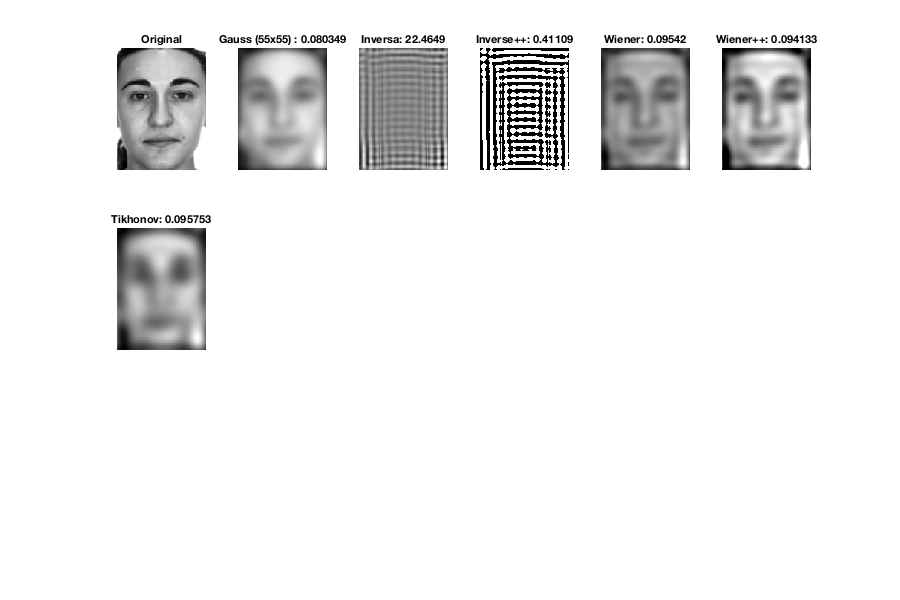 Original
Gauss (55x55) : 0.080349
Inversa: 22.4649
Inverse++: 0.41109
Wiener: 0.09542
Wiener++: 0.094133
Tikhonov: 0.095753